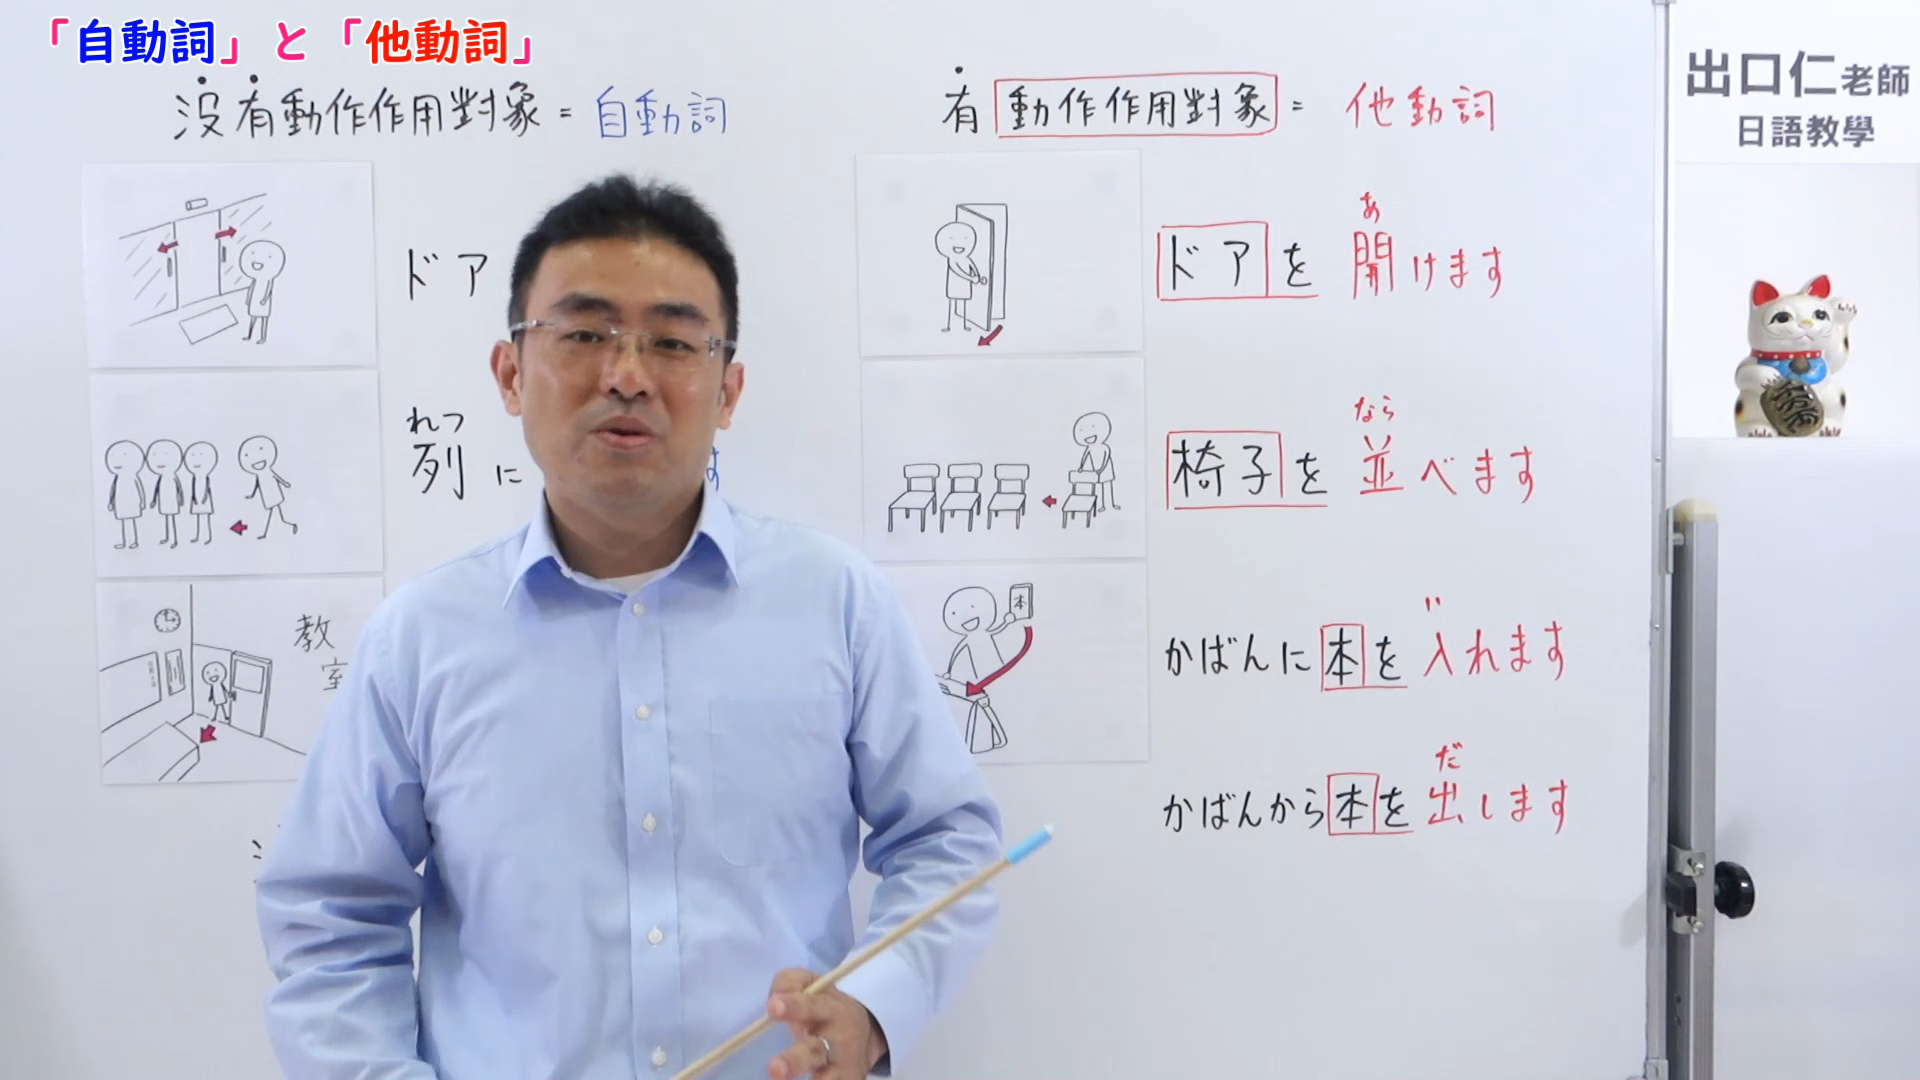 「自動詞」と「他動詞」
没有動作作用對象=自動詞
ドア
れつ
列に
す
教室
有動作作用對象=他動詞
あ
ドアを開けます
なら
椅子を並べます
本
い
かばんに本を入れます
だ
かばんから本を出します
出口仁老師
日語教學